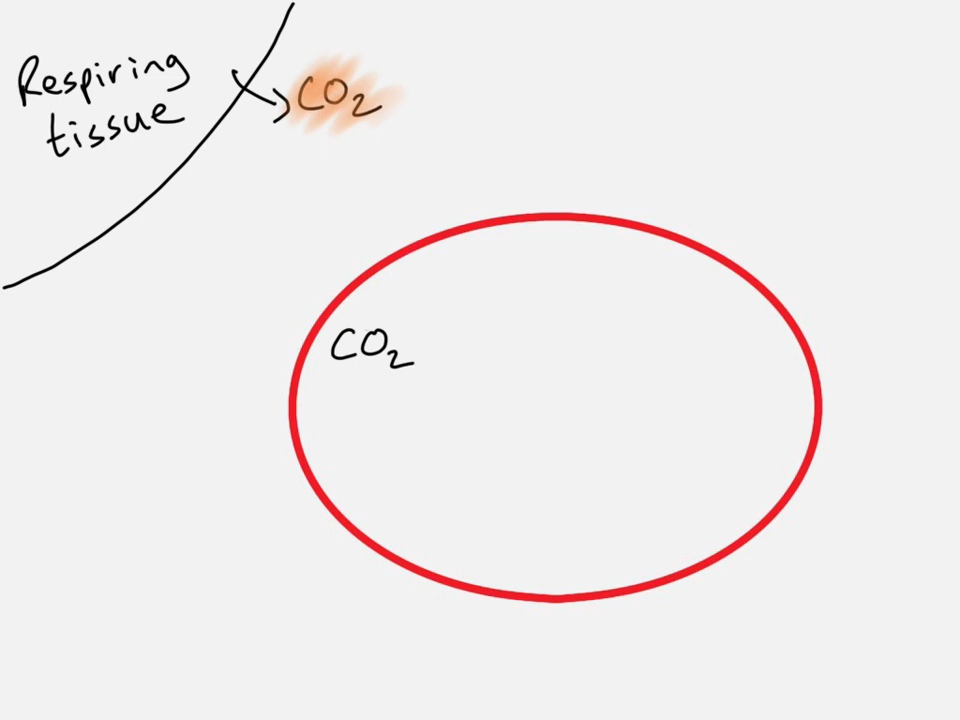 Respiring
tissue
CO₂
CO₂